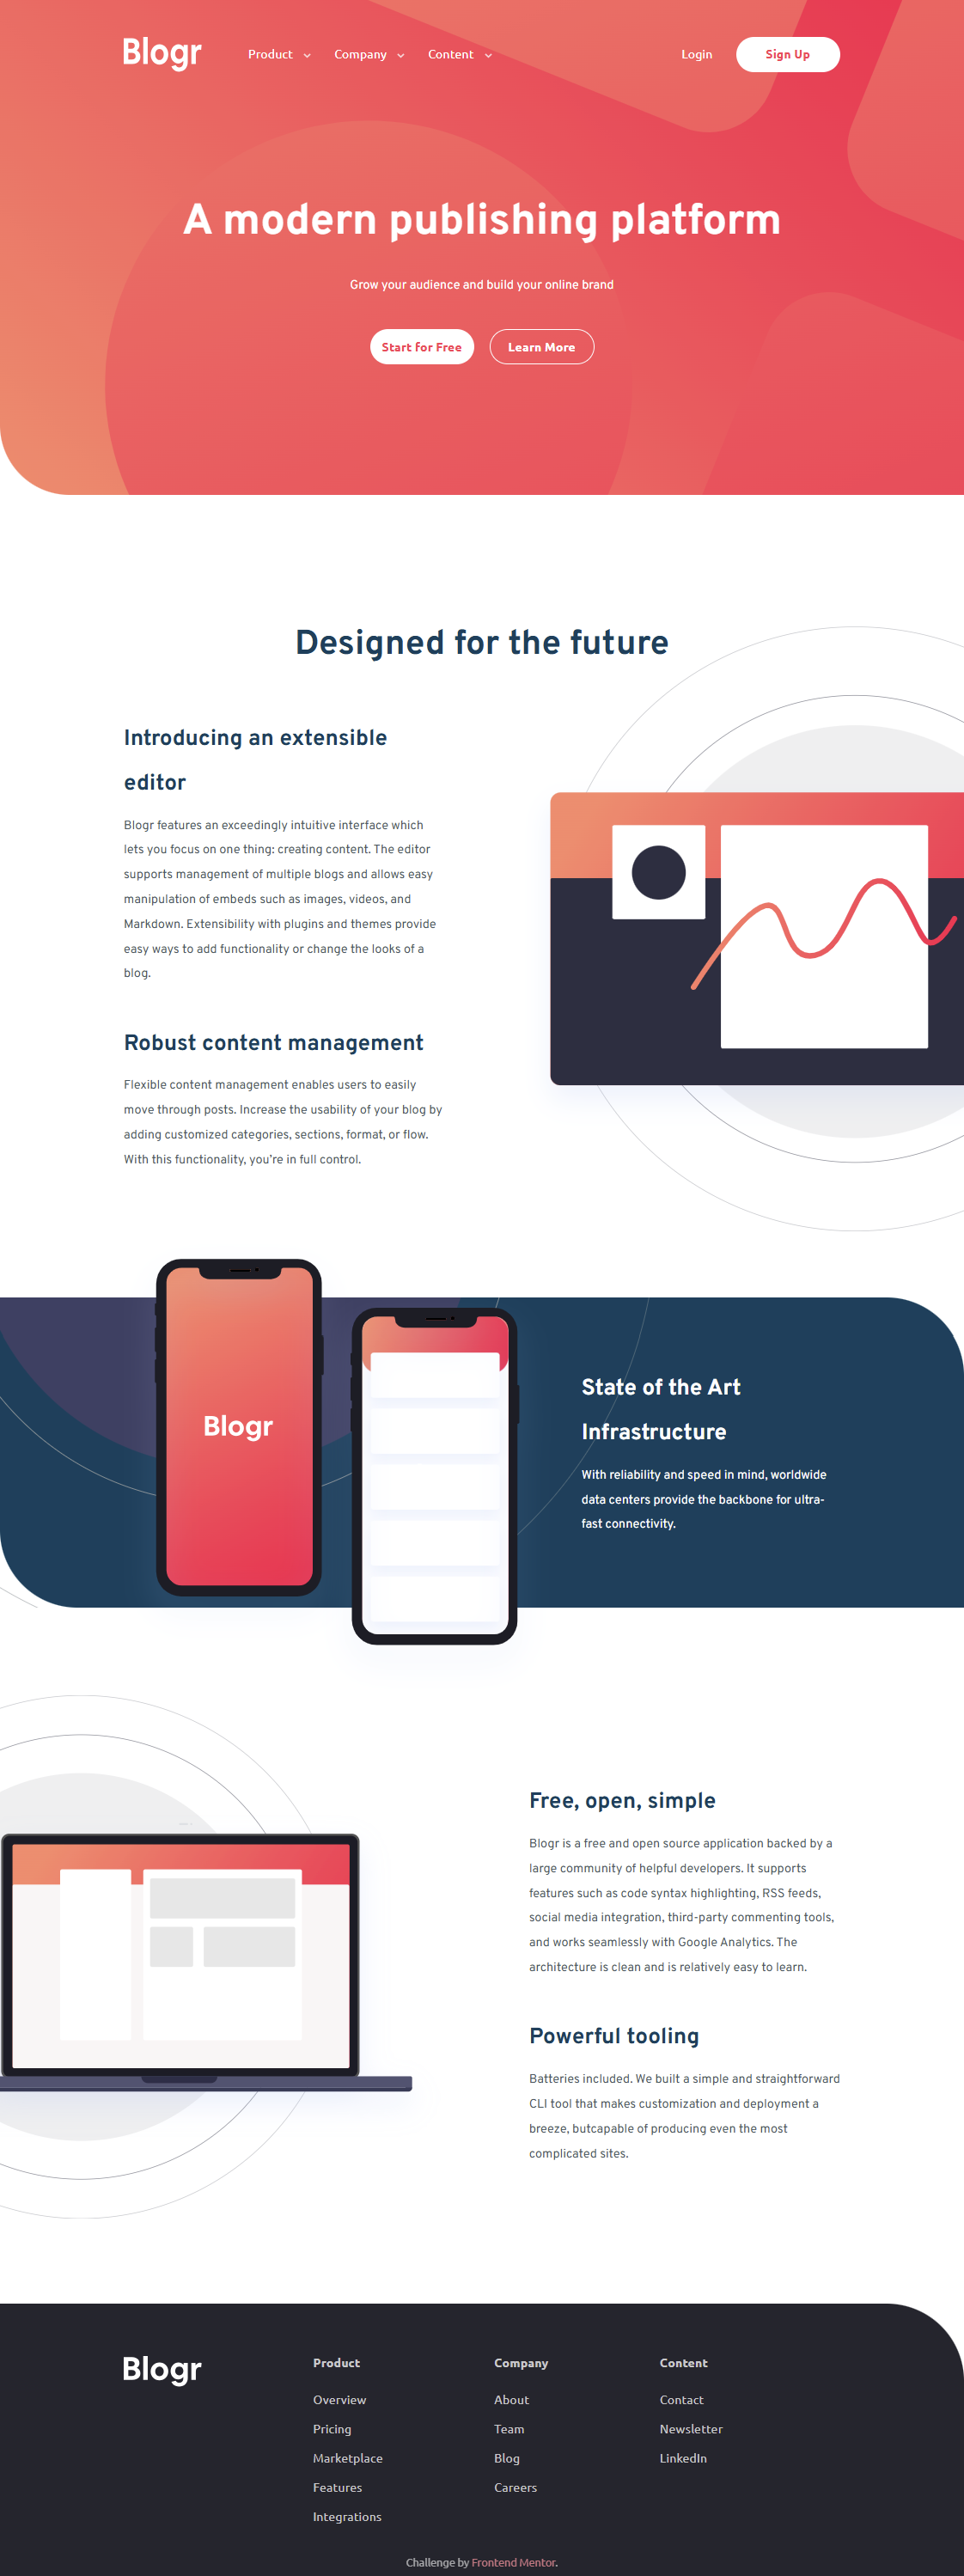 Blogr
Product
Company
Content
Login
Sign Up
A modern publishing platform
Grow your audience and build your online brand
Start for Free
Learn More
Designed for the future
Introducing an extensible
editor
Blogr features an exceedingly intuitive interface which
lets you focus on one thing: creating content. The editor
supports management of multiple blogs and allows easy
manipulation of embeds such as images, videos, and
Markdown. Extensibility with plugins and themes provide
easy ways to add functionality or change the looks of a
blog.
Robust content management
Flexible content management enables users to easily
move through posts. Increase the usability of your blog by
adding customized categories, sections, format, or flow.
With this functionality, you're in full control.
Blogr
State of the Art
Infrastructure
With reliability and speed in mind, worldwide
data centers provide the backbone for ultra-
fast connectivity.
Free, open, simple
Blogr is a free and open source application backed by a
large community of helpful developers. It supports
features such as code syntax highlighting, RSS feeds,
social media integration, third-party commenting tools,
and works seamlessly with Google Analytics. The
architecture is clean and is relatively easy to learn.
Powerful tooling
Batteries included. We built a simple and straightforward
CLI tool that makes customization and deployment a
breeze, butcapable of producing even the most
complicated sites.
Blogr
Product
Overview
Pricing
Marketplace
Features
Integrations
Company
About
Team
Blog
Careers
Content
Contact
Newsletter
LinkedIn
Challenge by Frontend Mentor.